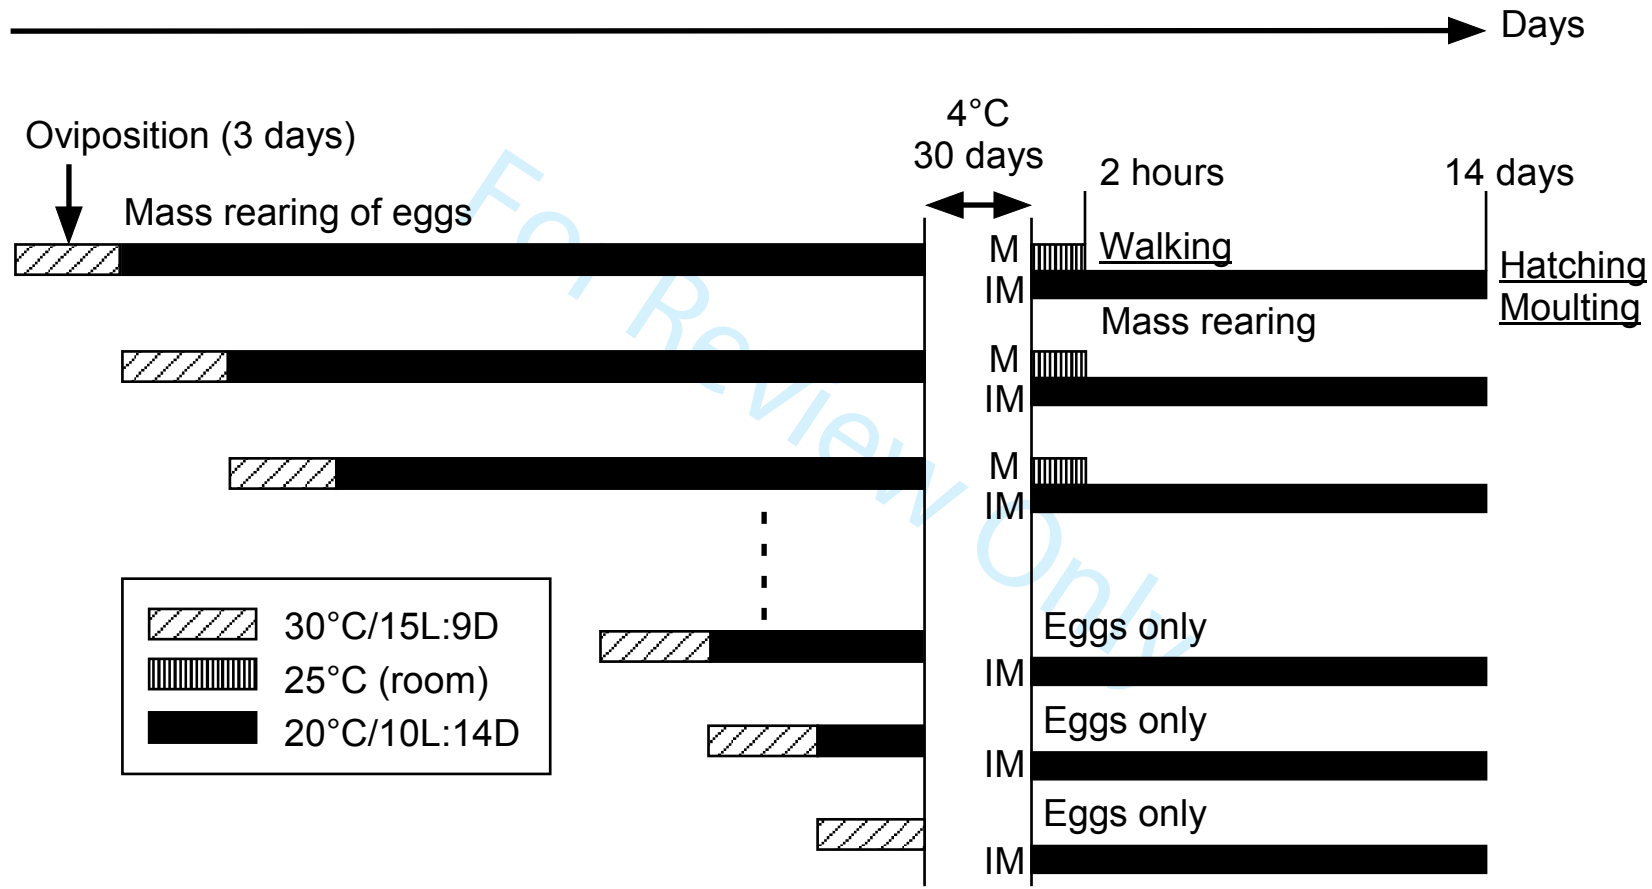 Days
Oviposition (3 days)
4°C
30 days
2 hours
14 days
Mass rearing of eggs
M
Walking
IM
Hatching
Moulting
Mass rearing
M
IM
M
IM
For Review Only
30°C/15L:9D
25°C (room)
20°C/10L:14D
Eggs only
IM
Eggs only
IM
Eggs only
IM